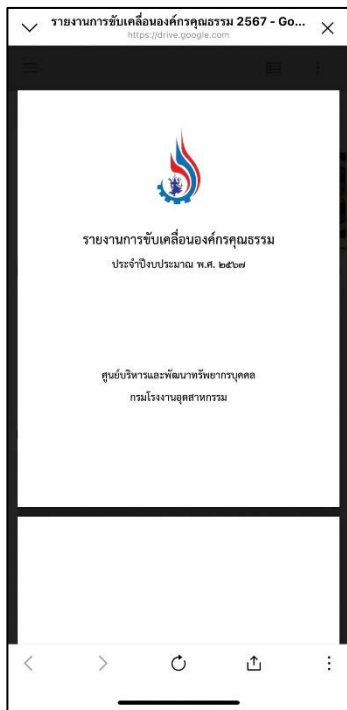 รายงานการขับเคลื่อนองค์กรคุณธรรม 2567 - Go...
https://drive.google.com
รายงานการขับเคลื่อนองค์กรคุณธรรม
ประจำปีงบประมาณ พ.ศ. ๒๕๖๗
ศูนย์บริหารและพัฒนาทรัพยากรบุคคล
กรมโรงงานอุตสาหกรรม